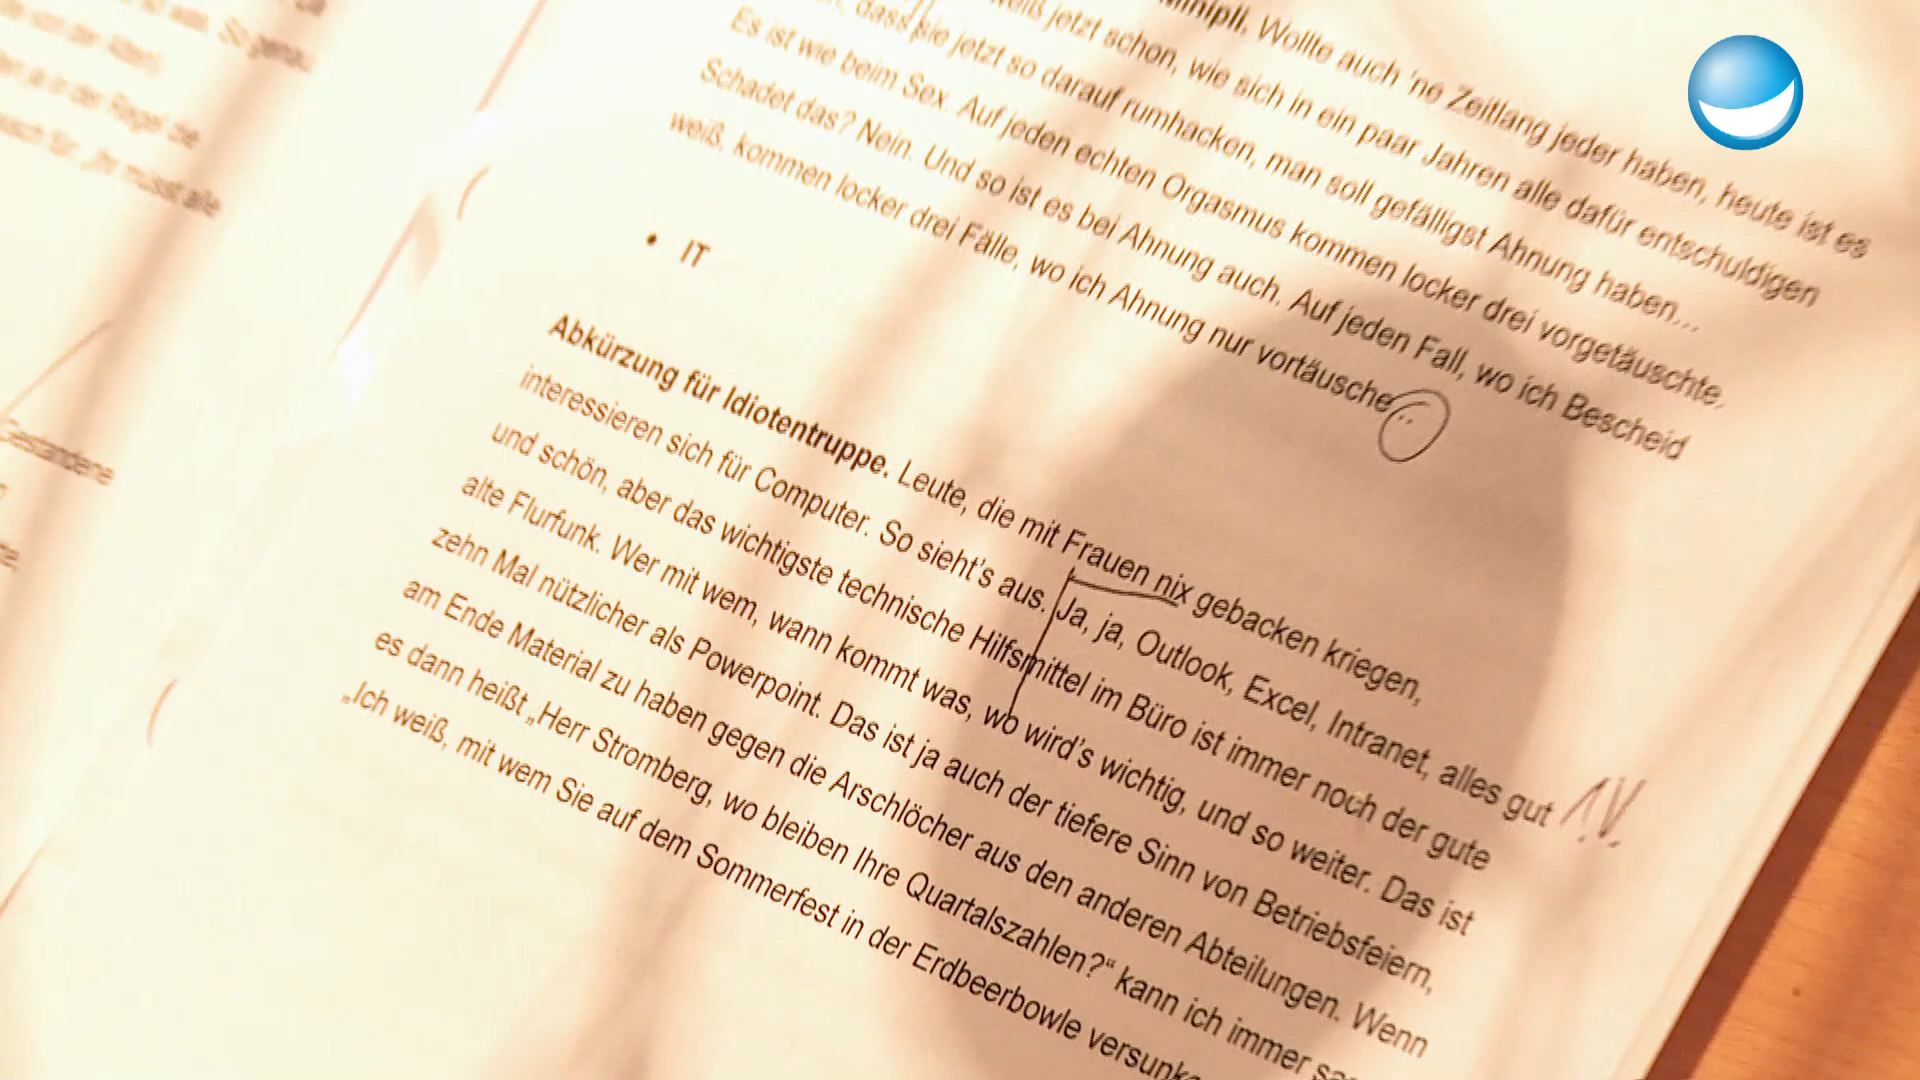 So genau
der Regel die
„Ihr müsst alle
Gestandene
Minipli. Wollte auch 'ne Zeitlang jeder haben, heute ist es
weiß jetzt schon, wie sich in ein paar Jahren alle dafür entschuldigen
dass sie jetzt so darauf rumhacken, man soll gefälligst Ahnung haben...
Es ist wie beim Sex. Auf jeden echten Orgasmus kommen locker drei vorgetäuschte.
Schadet das? Nein. Und so ist es bei Ahnung auch. Auf jeden Fall, wo ich Bescheid
weiß, kommen locker drei Fälle, wo ich Ahnung nur vortäusche
• IT
Abkürzung für Idiotentruppe. Leute, die mit Frauen nix gebacken kriegen,
interessieren sich für Computer. So sieht's aus. Ja, ja, Outlook, Excel, Intranet, alles gut
und schön, aber das wichtigste technische Hilfsmittel im Büro ist immer noch der gute
alte Flurfunk. Wer mit wem, wann kommt was, wo wird's wichtig, und so weiter. Das ist
zehn Mal nützlicher als Powerpoint. Das ist ja auch der tiefere Sinn von Betriebsfeiern,
am Ende Material zu haben gegen die Arschlöcher aus den anderen Abteilungen. Wenn
es dann heißt „Herr Stromberg, wo bleiben Ihre Quartalszahlen?“ kann ich immer
„Ich weiß, mit wem Sie auf dem Sommerfest in der Erdbeerbowle